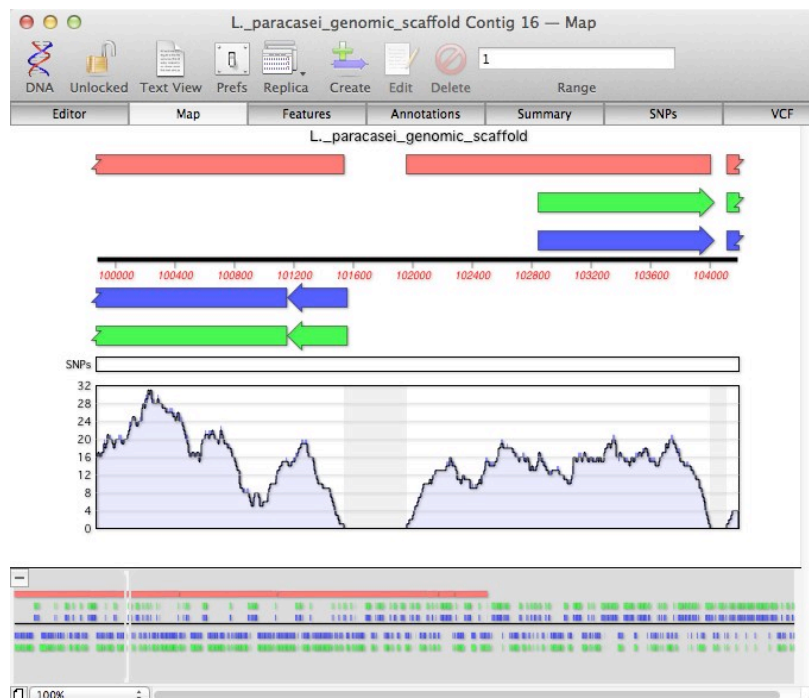 L._paracasei_genomic_scaffold Contig 16 — Map
1
DNA Unlocked Text View Prefs Replica Create Edit Delete Range
Editor Map Features Annotations Summary SNPs VCF
L._paracasei_genomic_scaffold
100000 100400 100800 101200 101600 102000 102400 102800 103200 103600 104000
SNPs
32
28
24
20
16
12
8
4
0
100%